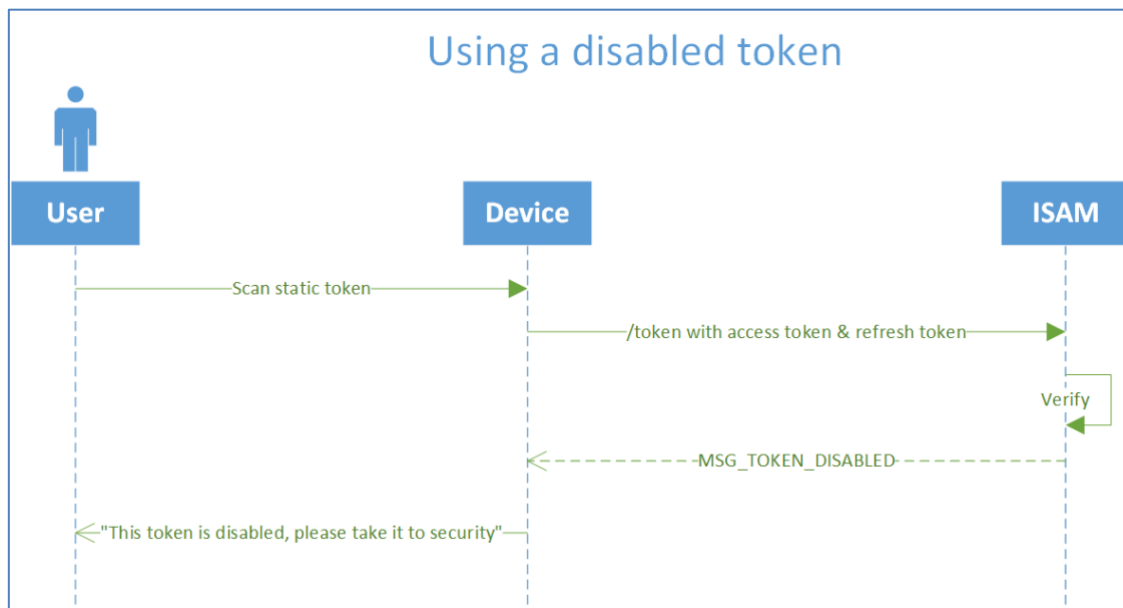 Using a disabled token
User
Device
ISAM
Scan static token
/token with access token & refresh token
Verify
MSG_TOKEN_DISABLED
"This token is disabled, please take it to security"